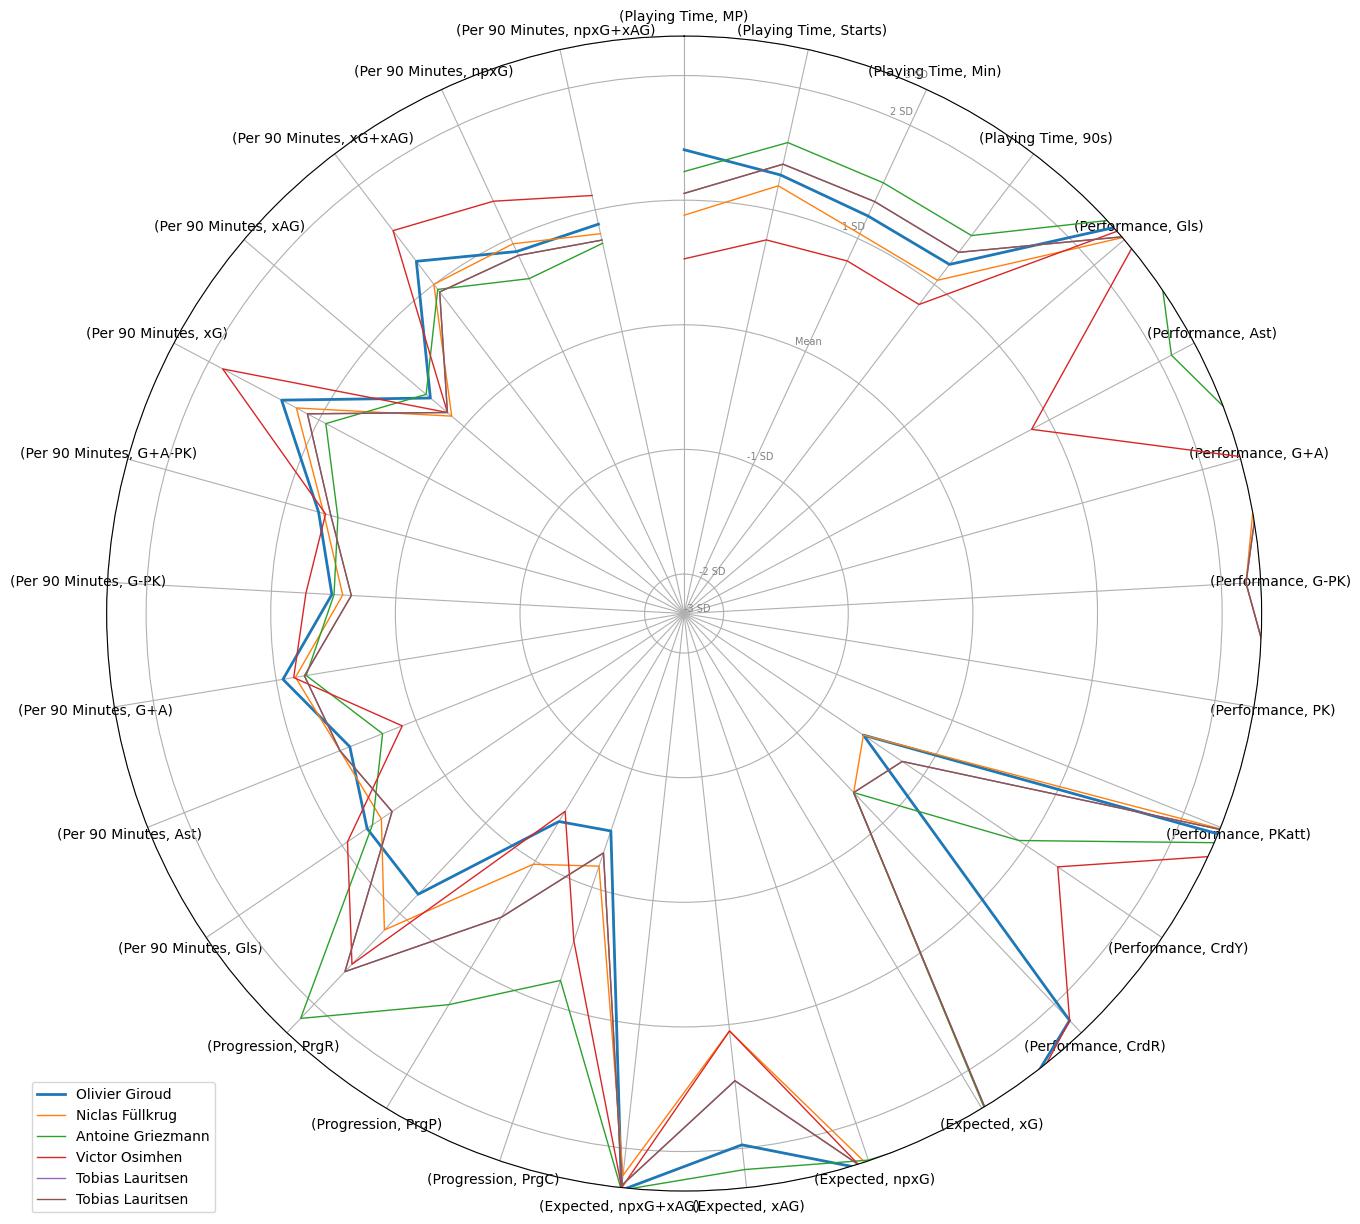 (Playing Time, MP)
(Per 90 Minutes, npxG+xAG)
(Playing Time, Starts)
(Per 90 Minutes, npxG)
(Playing Time, Min)
2 SD
(Per 90 Minutes, xG+xAG)
(Playing Time, 90s)
(Per 90 Minutes, xAG)
1 SD
(Performance, Gls)
(Per 90 Minutes, xG)
Mean
(Performance, Ast)
(Per 90 Minutes, G+A-PK)
-1 SD
(Performance, G+A)
(Per 90 Minutes, G-PK)
-2 SD
(Performance, G-PK)
-3 SD
(Per 90 Minutes, G+A)
(Performance, PK)
(Per 90 Minutes, Ast)
(Performance, PKatt)
(Per 90 Minutes, Gls)
(Performance, CrdY)
(Progression, PrgR)
(Performance, CrdR)
(Progression, PrgP)
(Expected, xG)
(Progression, PrgC)
(Expected, npxG)
(Expected, npxG+xAG)
(Expected, xAG)
Olivier Giroud
Niclas Füllkrug
Antoine Griezmann
Victor Osimhen
Tobias Lauritsen
Tobias Lauritsen